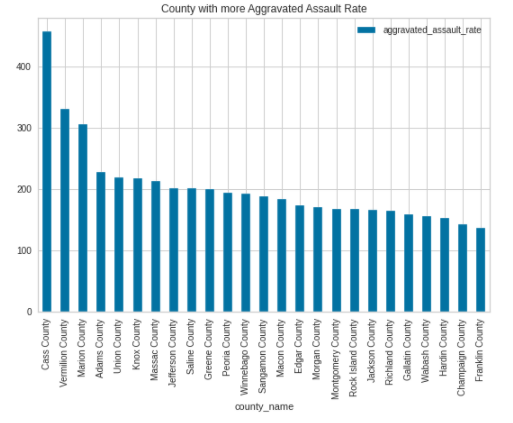 County with more Aggravated Assault Rate
aggravated_assault_rate
400
300
200
100
0
Cass County
Vermilion County
Marion County
Adams County
Union County
Knox County
Massac County
Jefferson County
Saline County
Greene County
Peoria County
Winnebago County
Sangamon County
Macon County
Edgar County
Morgan County
Montgomery County
Rock Island County
Jackson County
Richland County
Gallatin County
Wabash County
Hardin County
Champaign County
Franklin County
county_name